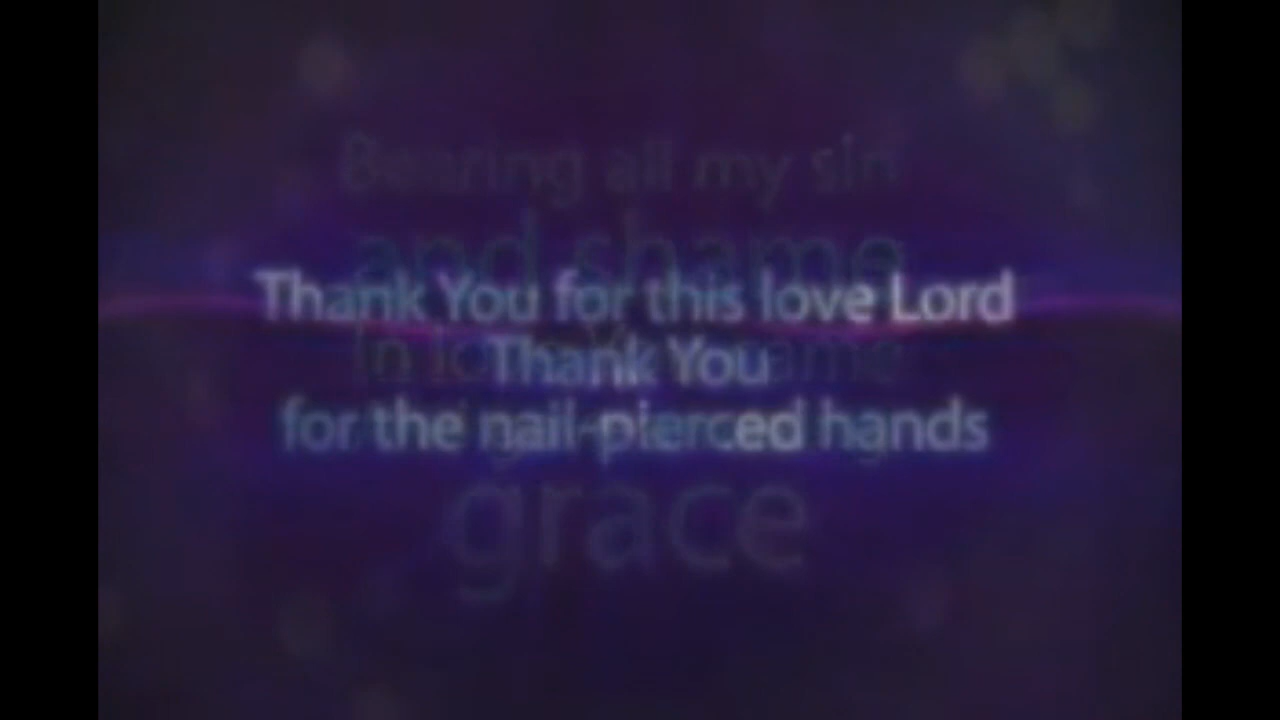 Bearing all my sin
and shame
Thank You for this love Lord
In
Thank You
for the nail-pierced hands
grace